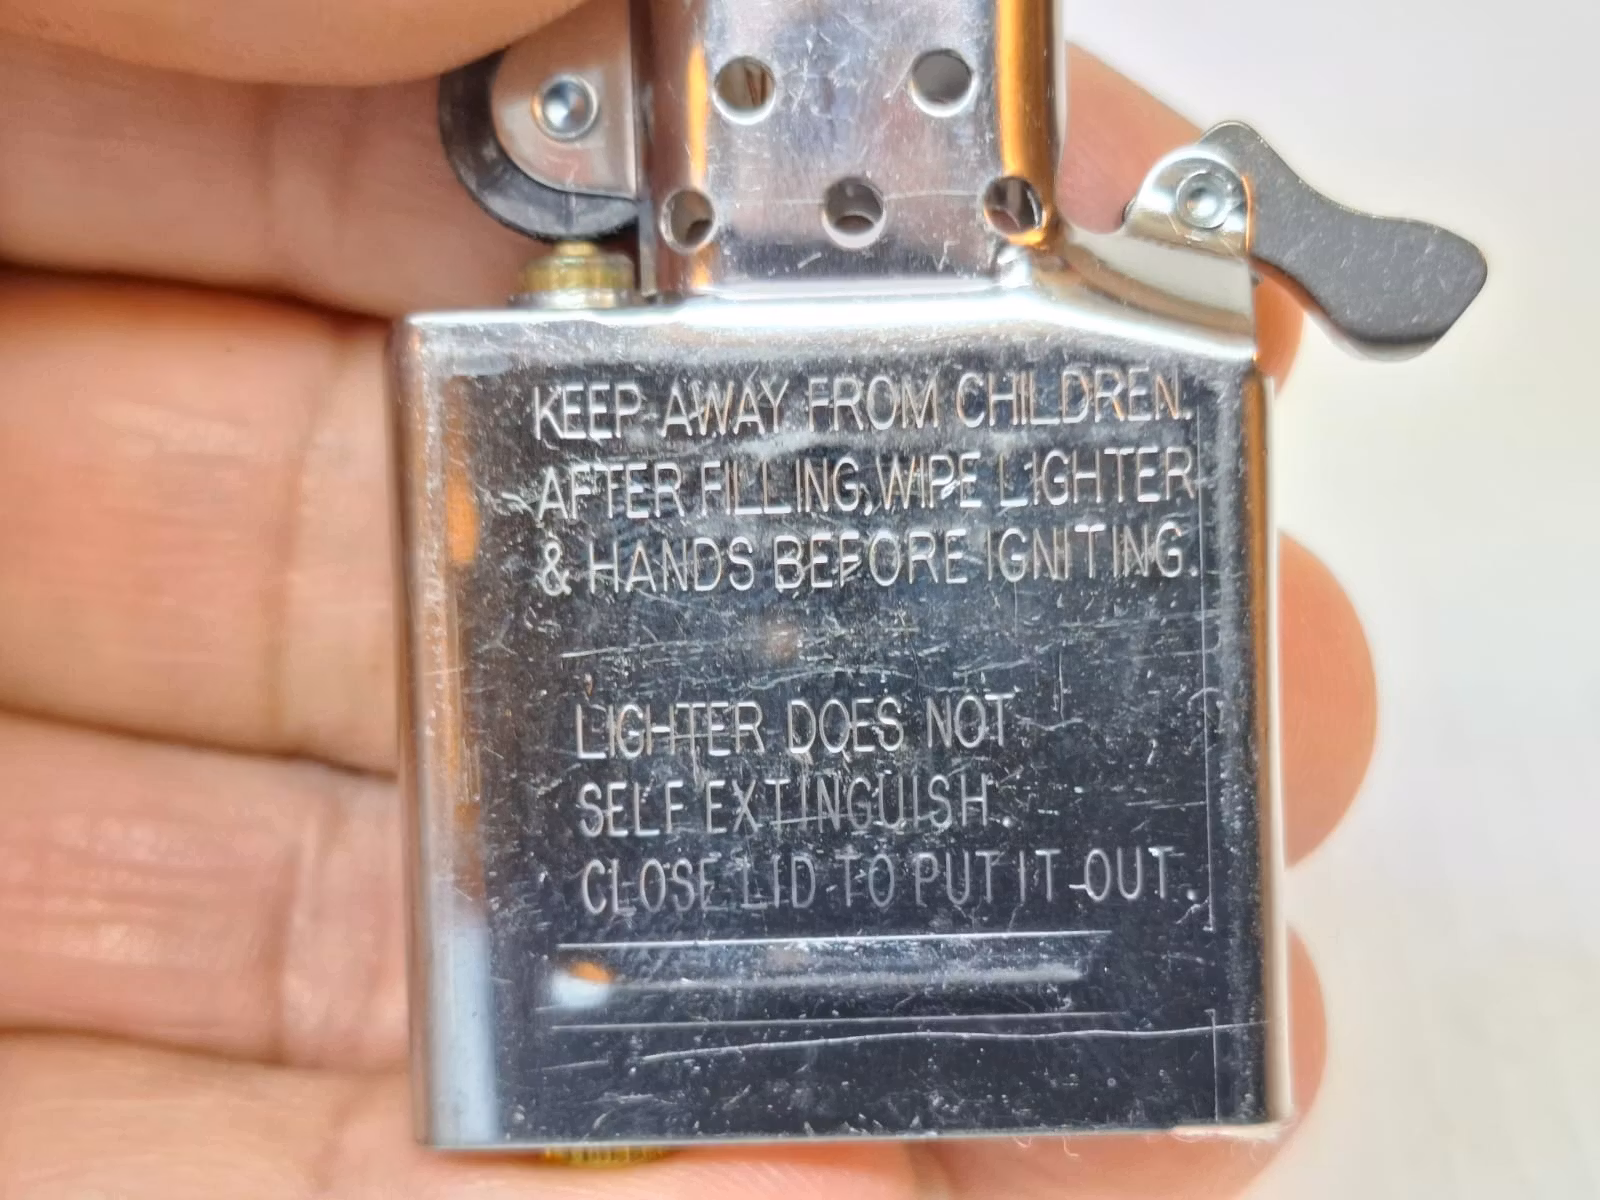 KEEP AWAY FROM CHILDREN.
AFTER FILLING, WIPE LIGHTER
& HANDS BEFORE IGNITING.
LIGHTER DOES NOT
SELF EXTINGUISH.
CLOSE LID TO PUT IT OUT.